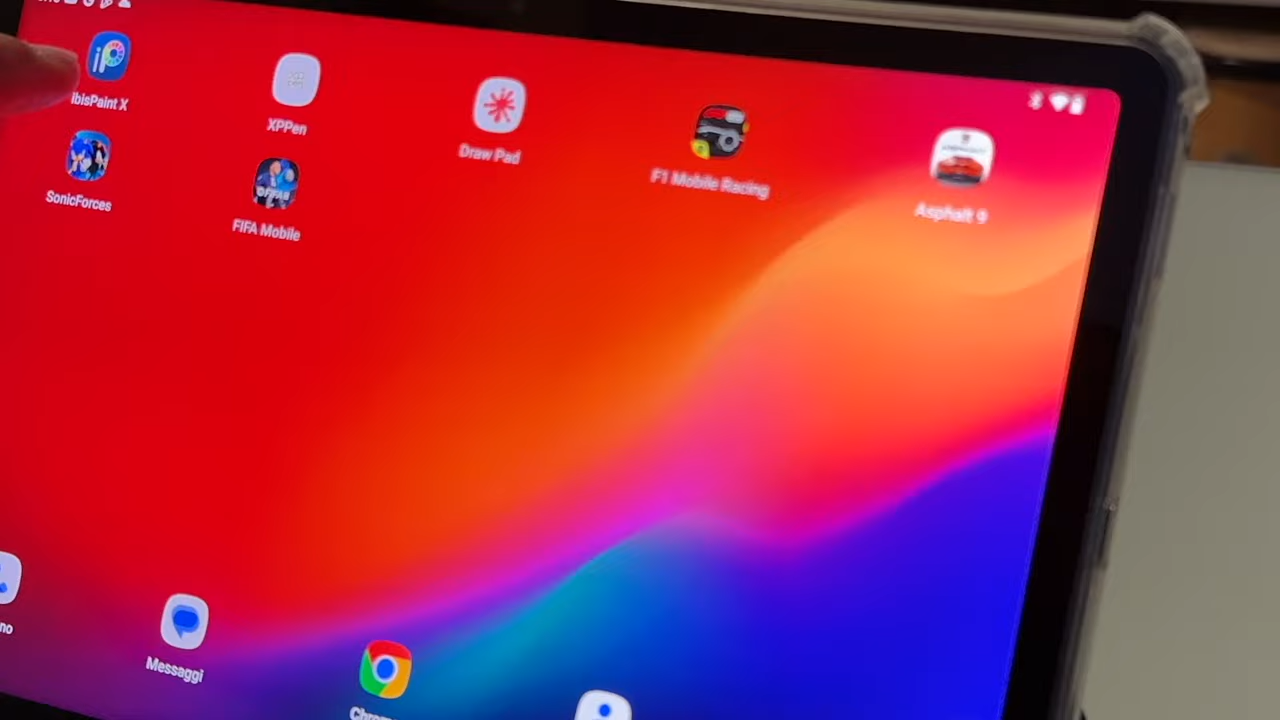 ibisPaint X
XPPen
Draw Pad
F1 Mobile Racing
Asphalt 9
SonicForces
FIFA Mobile
Messaggi